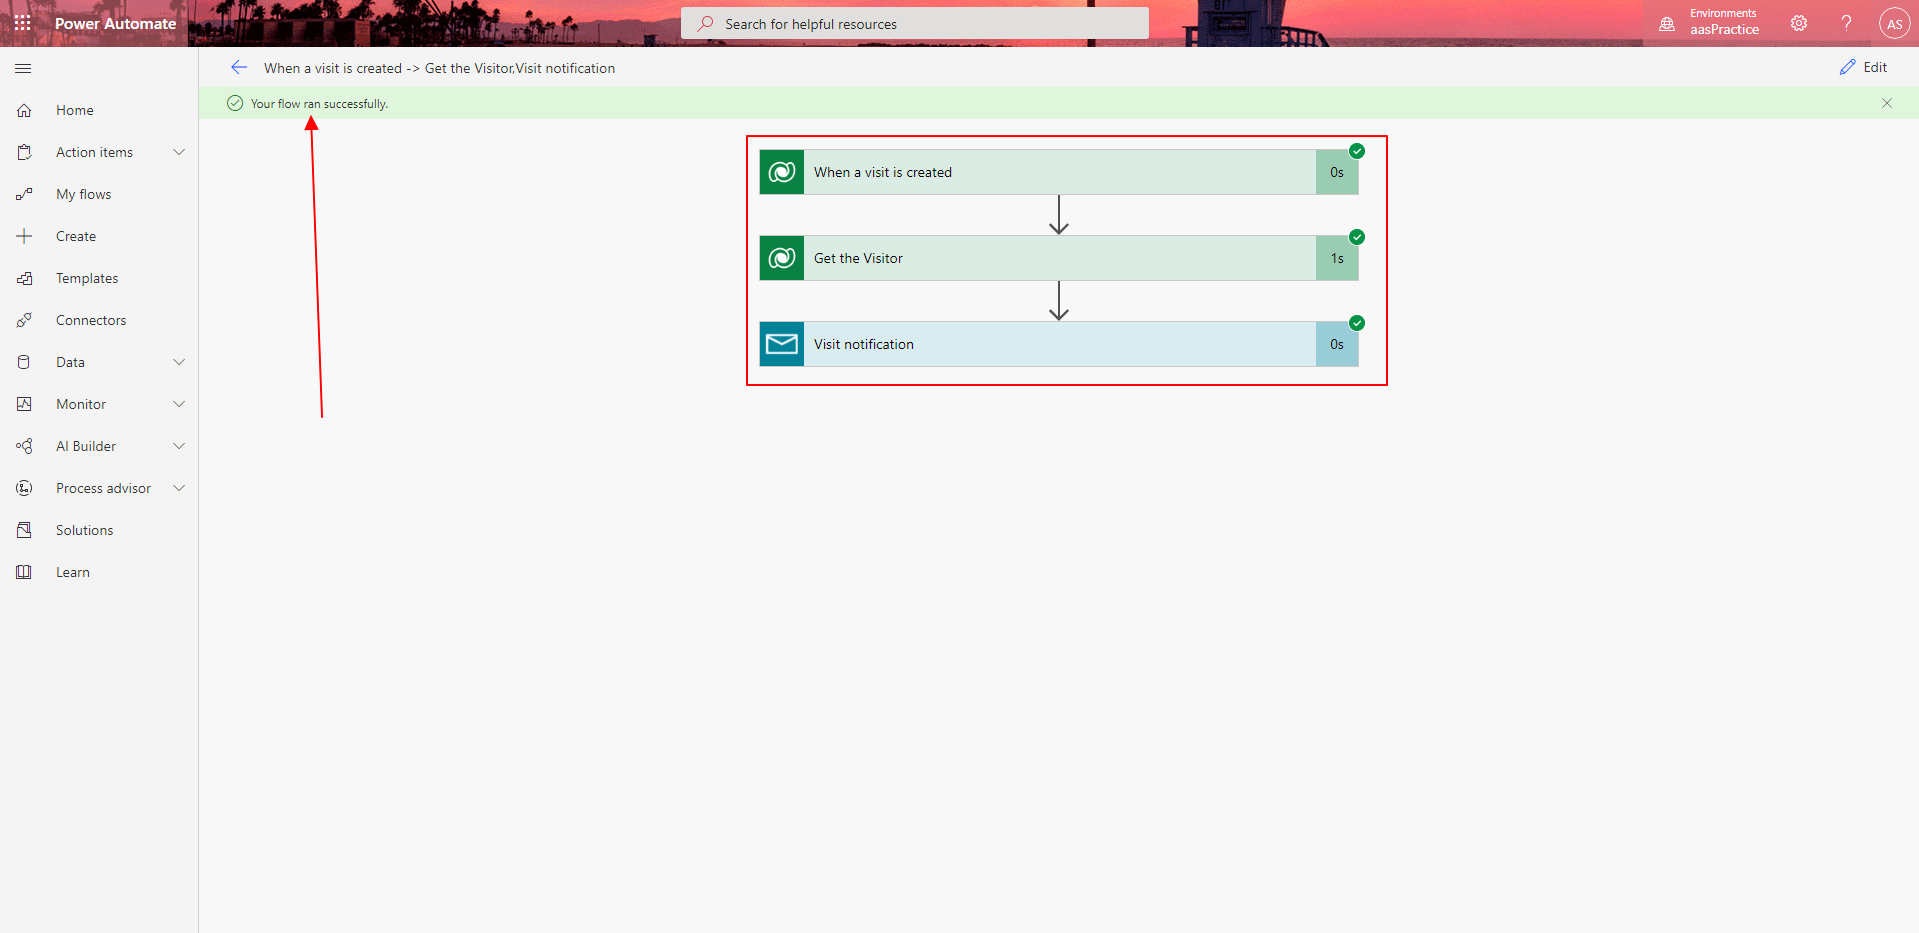 Power Automate
Search for helpful resources
Environments
aasPractice
AS
When a visit is created -> Get the Visitor,Visit notification
Edit
Your flow ran successfully.
Home
Action items
My flows
Create
Templates
Connectors
Data
Monitor
AI Builder
Process advisor
Solutions
Learn
When a visit is created
0s
Get the Visitor
1s
Visit notification
0s